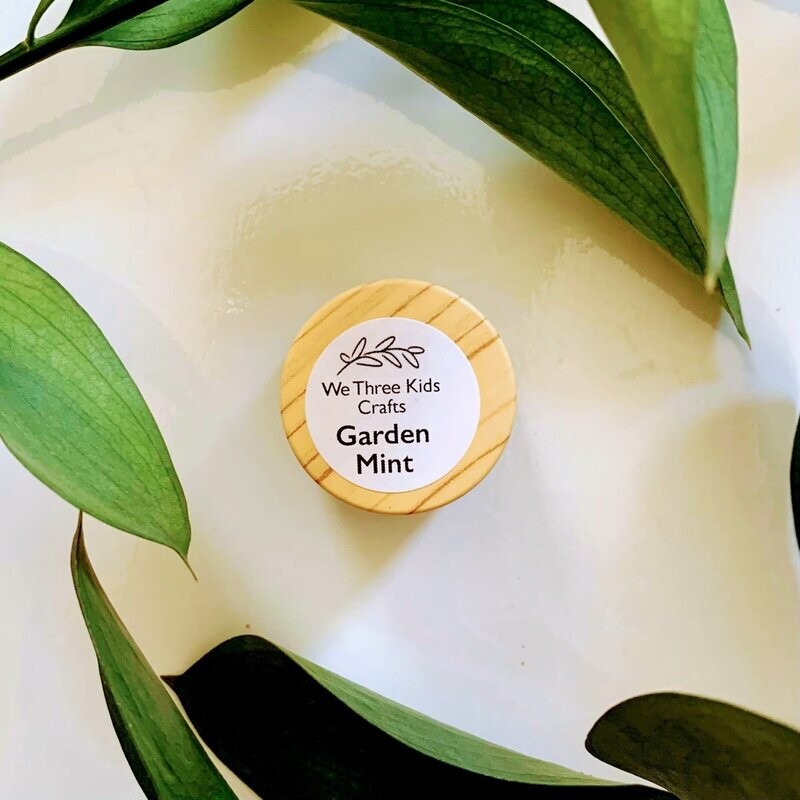 We Three Kids
Crafts
Garden
Mint